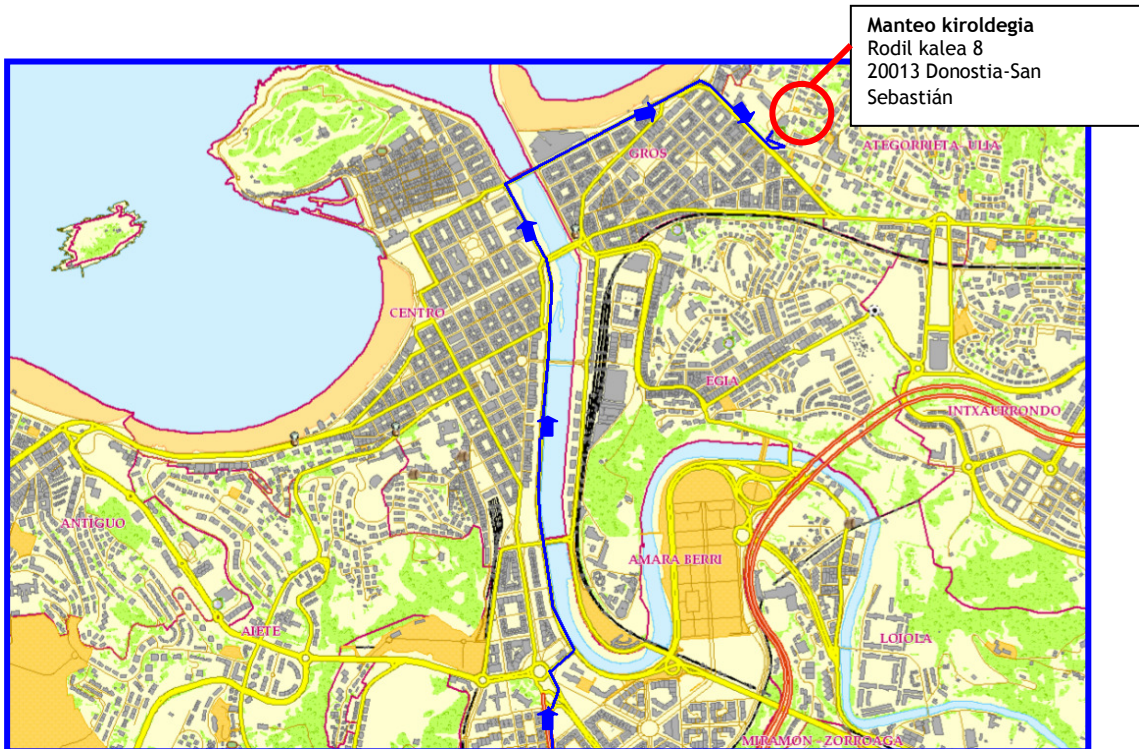 Manteo kiroldegia
Rodil kalea 8
20013 Donostia-San
Sebastián
GROS
ATEGORRIETA - ULIA
CENTRO
EGIA
INTXAURRONDO
ANTIGUO
AMARA BERRI
AIETE
LOIOLA
MIRAMON - ZORROAGA